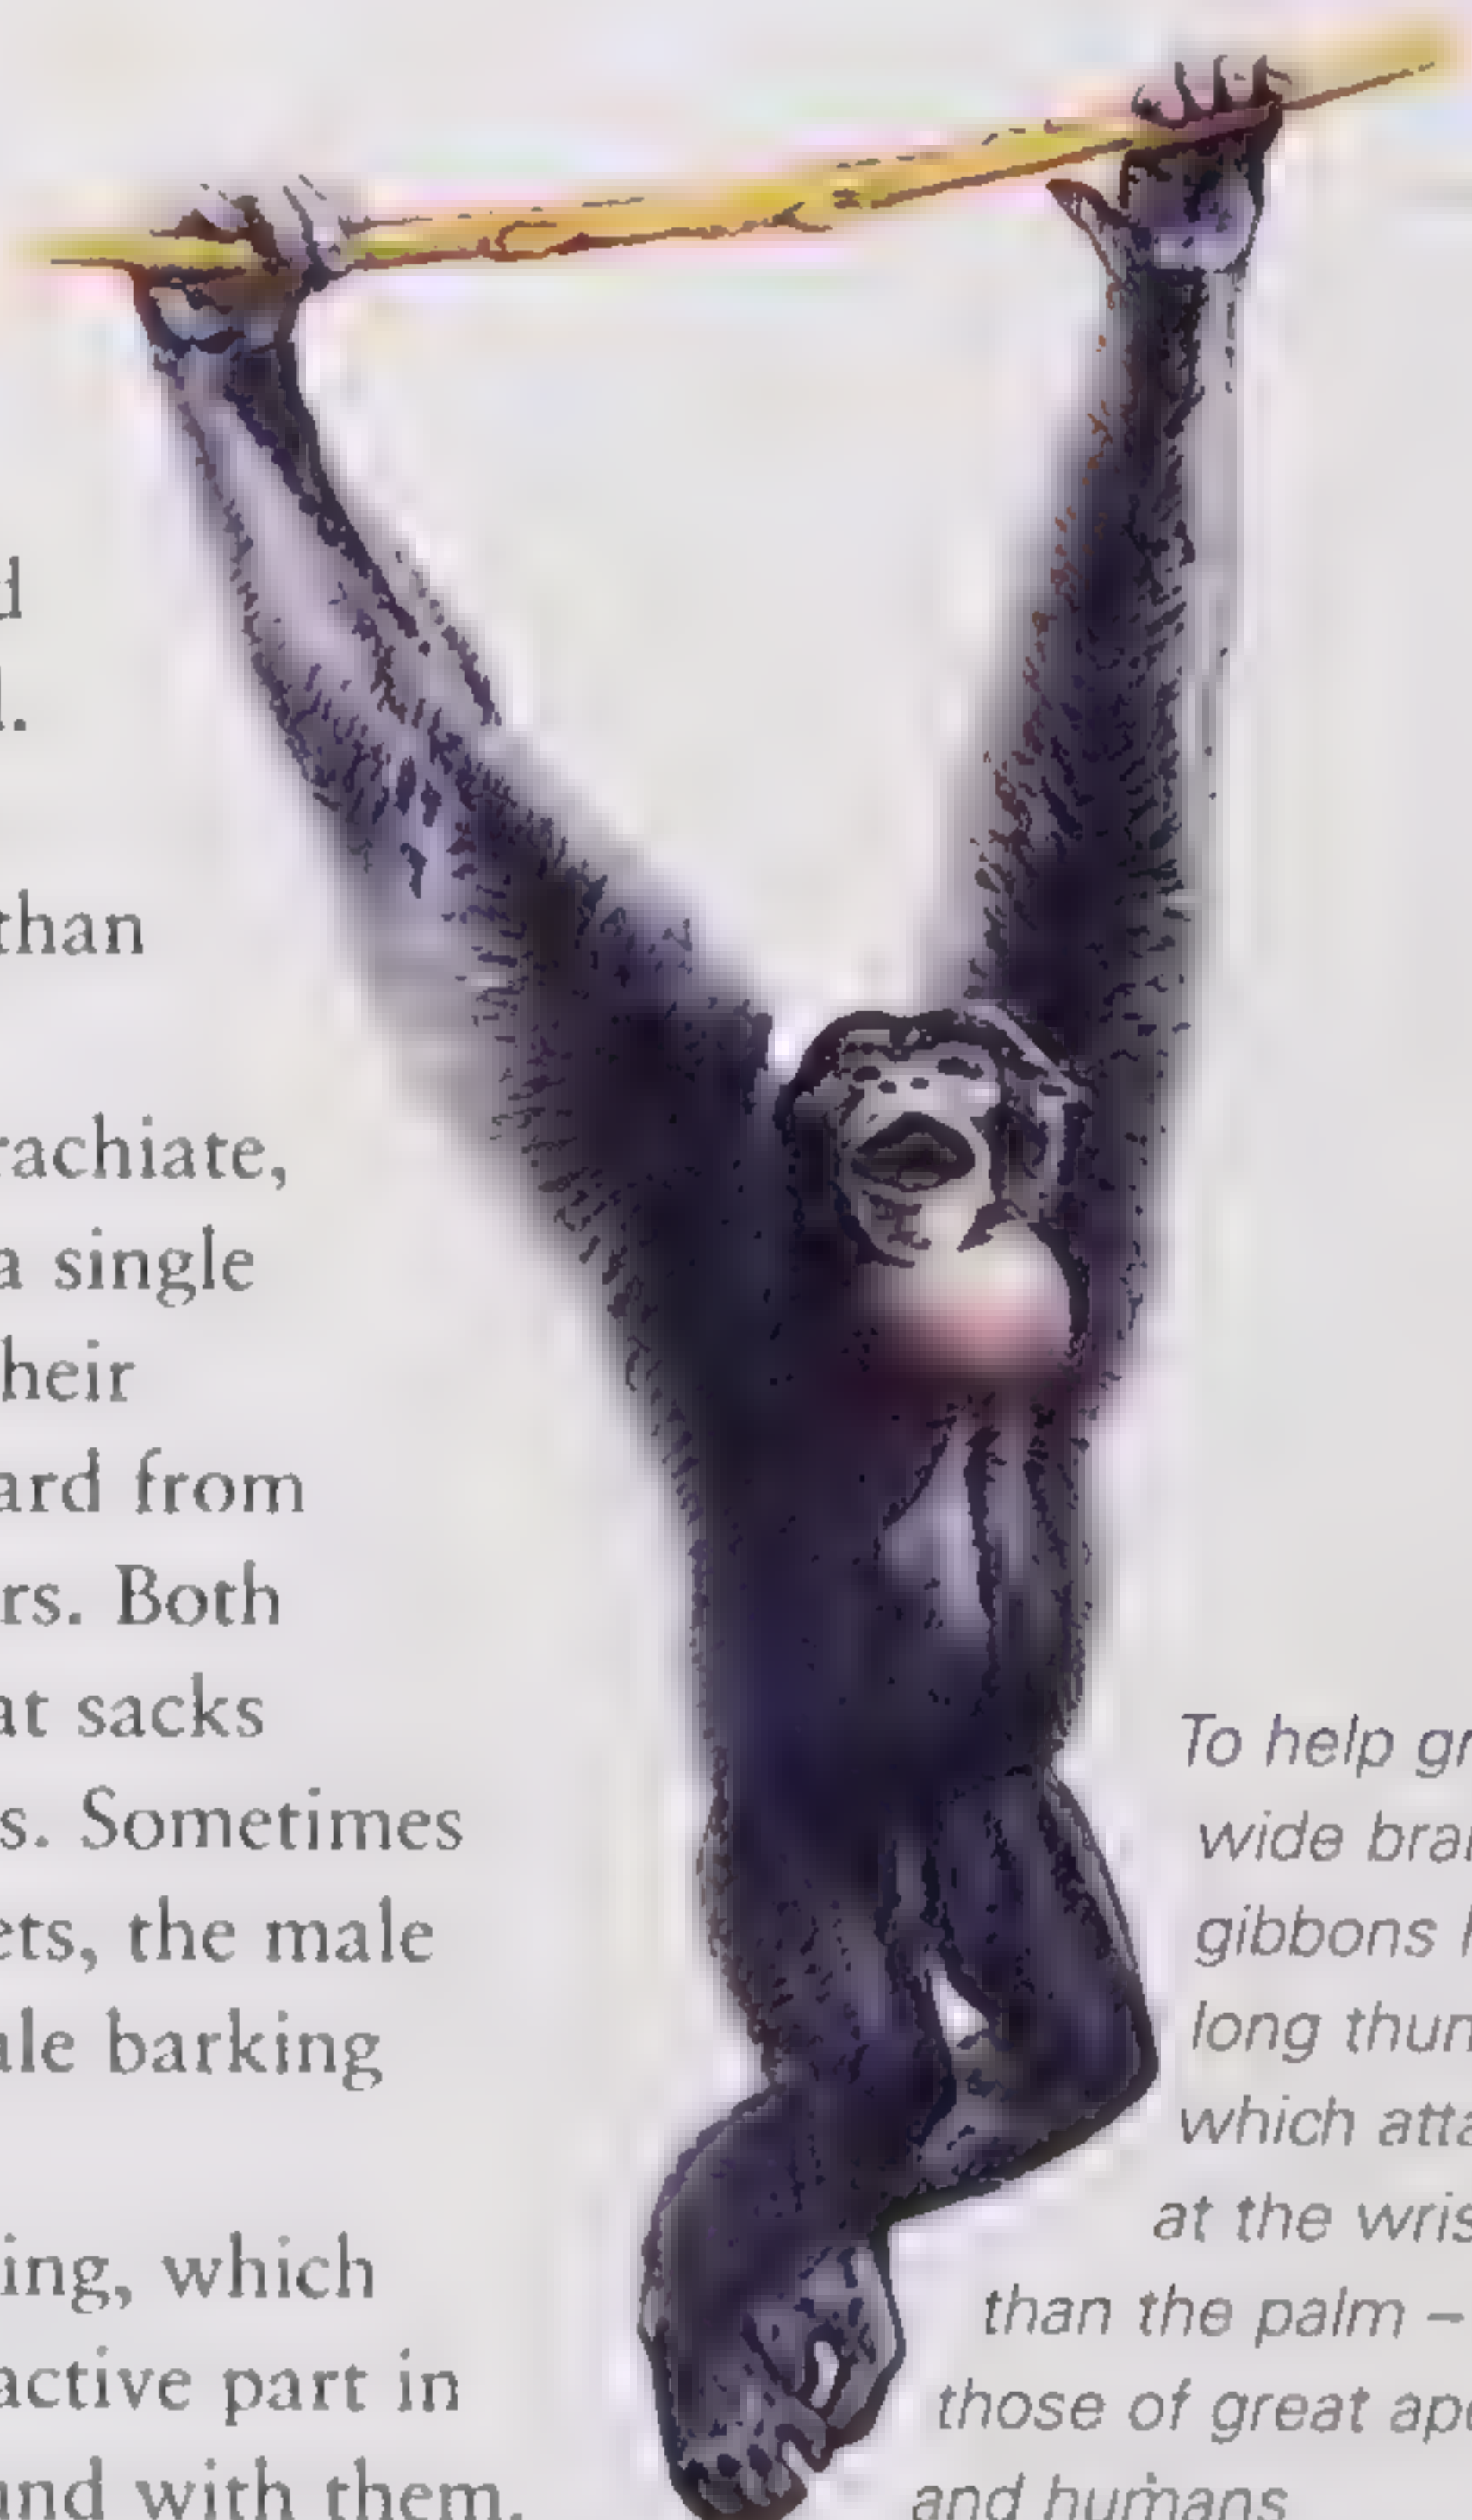 d
l.
than
rachiate,
a single
heir
ard from
rs. Both
at sacks
s. Sometimes
ets, the male
ale barking
ing, which
active part in
und with them.
To help gr
wide bra
gibbons
long thu
which atta
at the wris
than the palm –
those of great ap
and humans